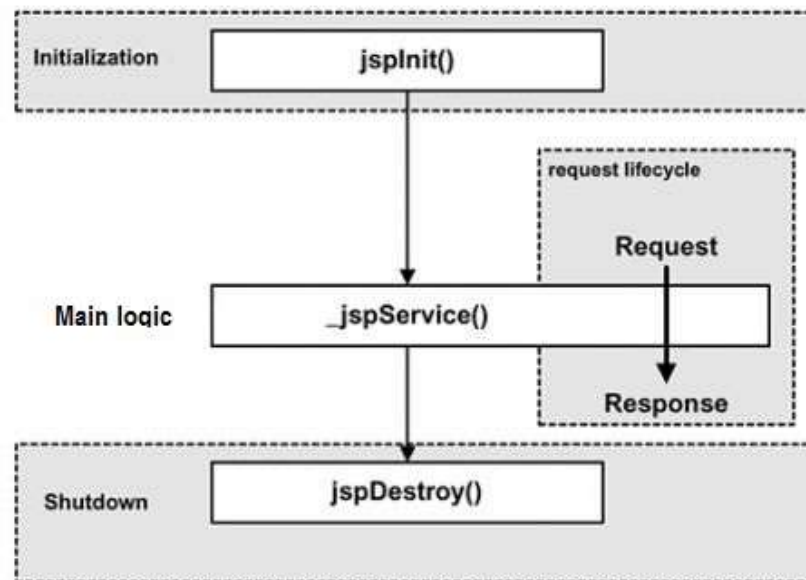 Initialization
jspInit()
request lifecycle
Request
Main logic
_jspService()
Response
Shutdown
jspDestroy()